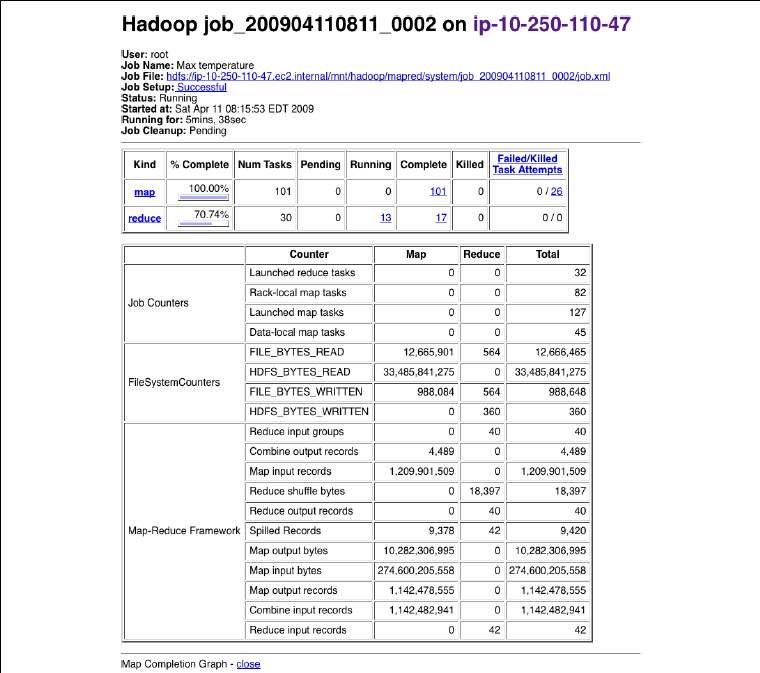 Hadoop job_200904110811_0002 on ip-10-250-110-47
User: root
Job Name: Max temperature
Job File: hdfs://ip-10-250-110-47.ec2.internal/mnt/hadoop/mapred/system/job_200904110811_0002/job.xml
Job Setup: Successful
Status: Running
Started at: Sat Apr 11 08:15:53 EDT 2009
Running for: 5mins, 38sec
Job Cleanup: Pending
Kind % Complete Num Tasks Pending Running Complete Killed Failed/Killed Task Attempts
map 100.00% 101 0 0 101 0 0 / 26
reduce 70.74% 30 0 13 17 0 0 / 0
Counter Map Reduce Total
Job Counters
Launched reduce tasks 0 0 32
Rack-local map tasks 0 0 82
Launched map tasks 0 0 127
Data-local map tasks 0 0 45
FileSystemCounters
FILE_BYTES_READ 12,665,901 564 12,666,465
HDFS_BYTES_READ 33,485,841,275 0 33,485,841,275
FILE_BYTES_WRITTEN 988,084 564 988,648
HDFS_BYTES_WRITTEN 0 360 360
Map-Reduce Framework
Reduce input groups 0 40 40
Combine output records 4,489 0 4,489
Map input records 1,209,901,509 0 1,209,901,509
Reduce shuffle bytes 0 18,397 18,397
Reduce output records 0 40 40
Spilled Records 9,378 42 9,420
Map output bytes 10,282,306,995 0 10,282,306,995
Map input bytes 274,600,205,558 0 274,600,205,558
Map output records 1,142,478,555 0 1,142,478,555
Combine input records 1,142,482,941 0 1,142,482,941
Reduce input records 0 42 42
Map Completion Graph - close